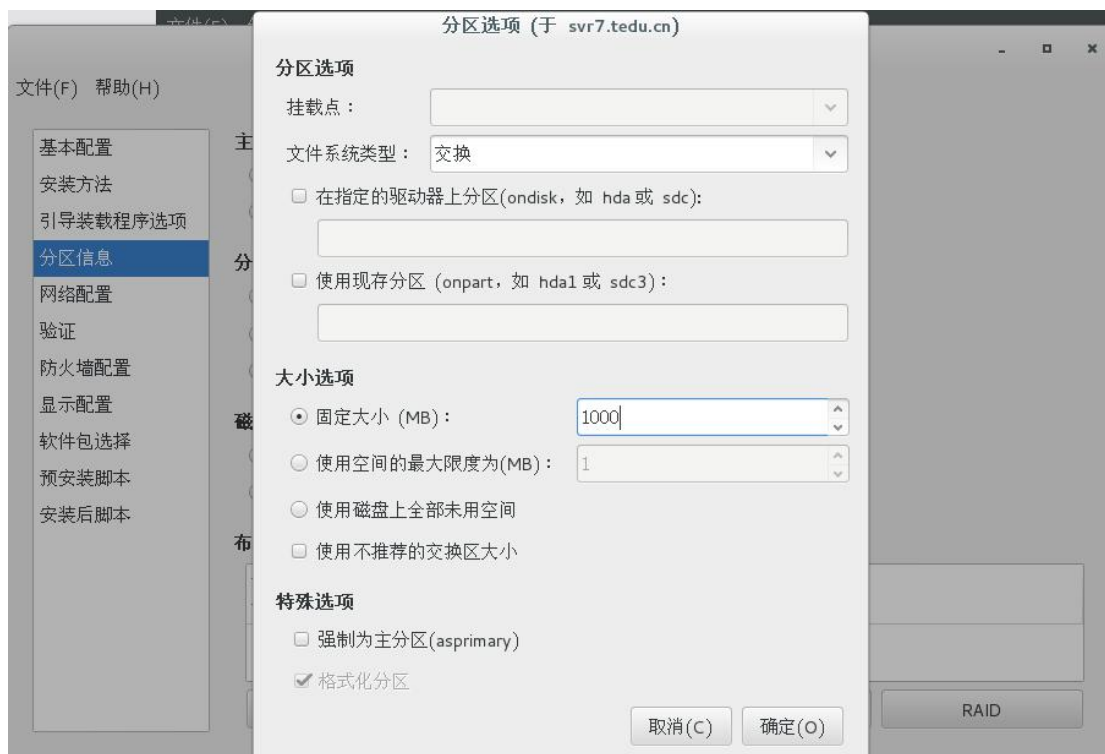 分区选项 (于 svr7.tedu.cn)
文件(F) 帮助(H)
基本配置
安装方法
引导装载程序选项
分区信息
网络配置
验证
防火墙配置
显示配置
软件包选择
预安装脚本
安装后脚本
主
分
磁
布
分区选项
挂载点：
文件系统类型： 交换
在指定的驱动器上分区(ondisk，如 hda 或 sdc):
使用现存分区 (onpart，如 hda1 或 sdc3)：
大小选项
固定大小 (MB)： 1000
使用空间的最大限度为(MB)： 1
使用磁盘上全部未用空间
使用不推荐的交换区大小
特殊选项
强制为主分区(asprimary)
格式化分区
取消(C) 确定(O)
RAID